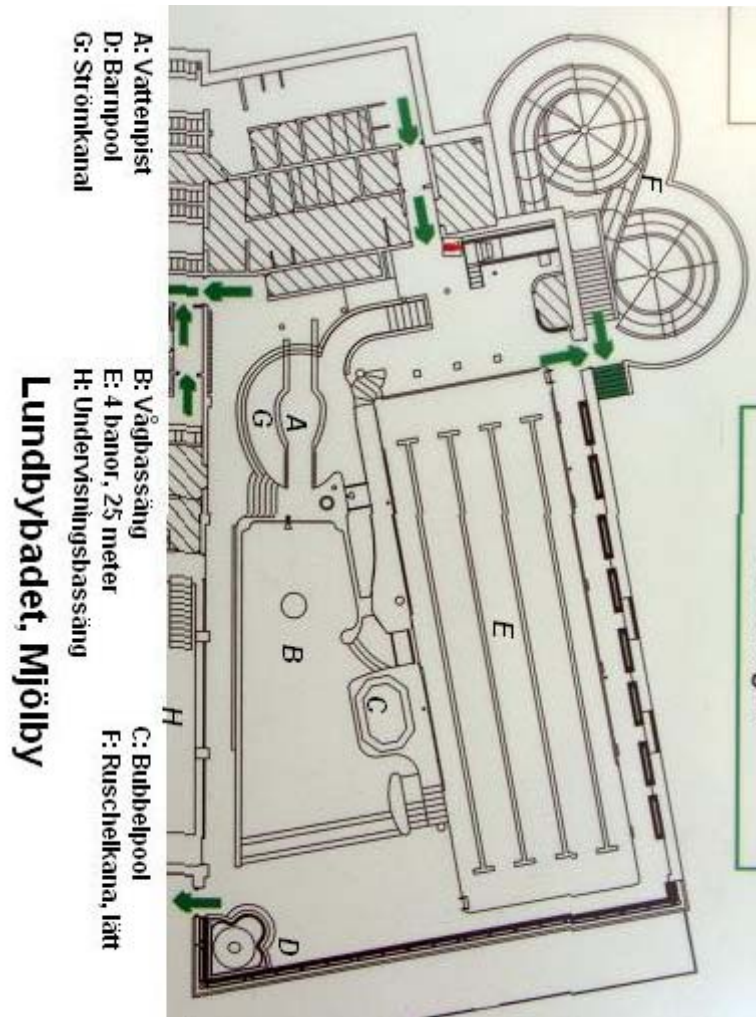 F
E
C
A
B
D
G
H
A: Vattenpist B: Vågbassäng C: Bubbelpool
D: Barnpool E: 4 banor, 25 meter F: Ruschelkana, lätt
G: Strömkanal H: Undervisningsbassäng
Lundbybadet, Mjölby